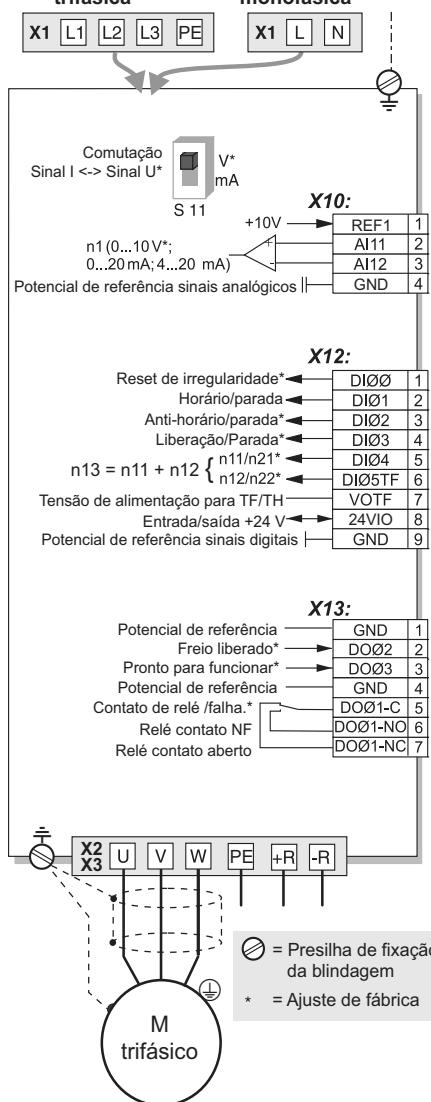 trifásica monofásica
X1 L1 L2 L3 PE X1 L N
Comutação
Sinal I <-> Sinal U*
V*
mA
S 11
X10:
+10V REF1 1
n1 (0...10 V*; AI11 2
0...20 mA; 4...20 mA) AI12 3
Potencial de referência sinais analógicos GND 4
X12:
Reset de irregularidade* DIØØ 1
Horário/parada DIØ1 2
Anti-horário/parada* DIØ2 3
Liberação/Parada* DIØ3 4
n13 = n11 + n12 { n11/n21* DIØ4 5
n12/n22* DIØ5TF 6
Tensão de alimentação para TF/TH VOTF 7
Entrada/saída +24 V 24VIO 8
Potencial de referência sinais digitais GND 9
X13:
Potencial de referência GND 1
Freio liberado* DOØ2 2
Pronto para funcionar* DOØ3 3
Potencial de referência GND 4
Contato de relé /falha.* DOØ1-C 5
Relé contato NF DOØ1-NO 6
Relé contato aberto DOØ1-NC 7
X2 U V W PE +R -R
X3
= Presilha de fixação
da blindagem
* = Ajuste de fábrica
M
trifásico